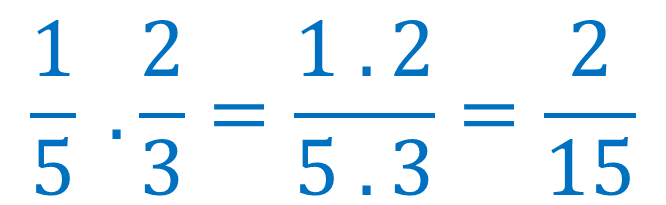 1/5 . 2/3 = 1 . 2/5 . 3 = 2/15